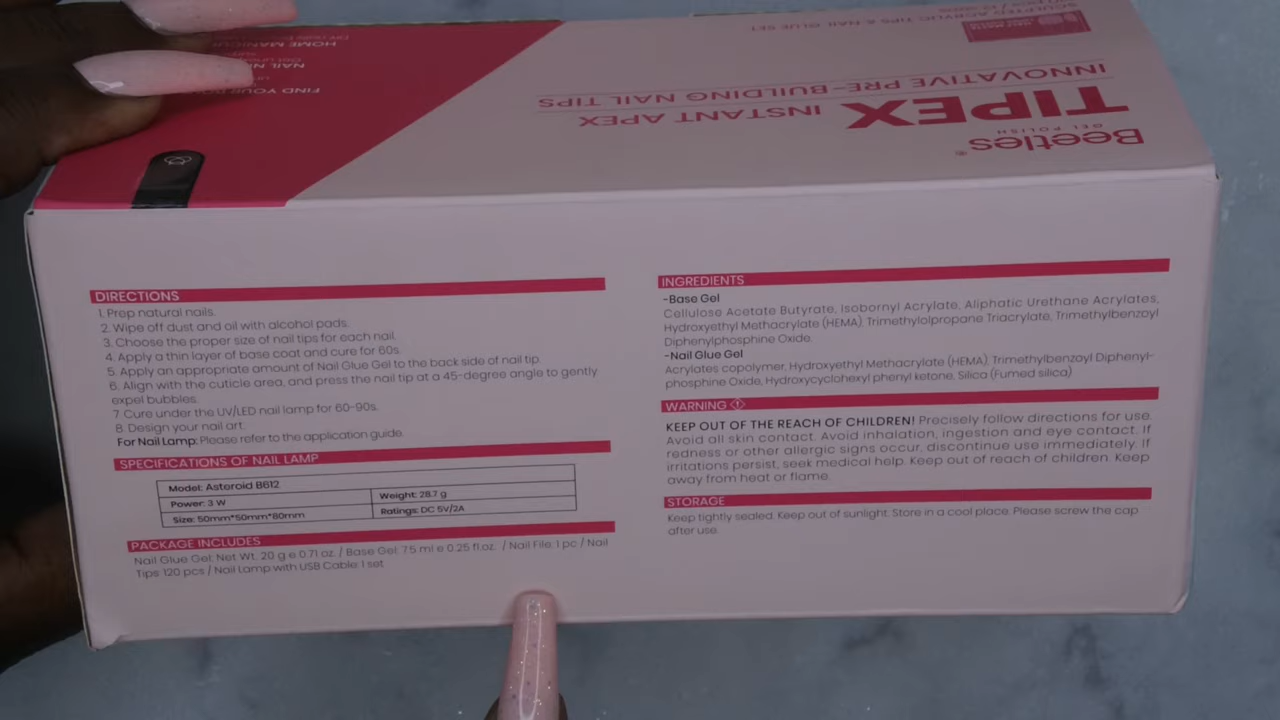 SCULPTED ACRYLIC TIPS & NAIL GLUE SET
INNOVATIVE PRE-BUILDING NAIL TIPS
TIPEX INSTANT APEX
GEL POLISH
Beetles®
FIND YOUR
NAIL
HOME MANICUR
DIRECTIONS
1. Prep natural nails.
2. Wipe off dust and oil with alcohol pads.
3. Choose the proper size of nail tips for each nail.
4. Apply a thin layer of base coat and cure for 60s.
5. Apply an appropriate amount of Nail Glue Gel to the back side of nail tip.
6. Align with the cuticle area, and press the nail tip at a 45-degree angle to gently
expel bubbles.
7. Cure under the UV/LED nail lamp for 60-90s.
8. Design your nail art.
For Nail Lamp: Please refer to the application guide.
SPECIFICATIONS OF NAIL LAMP
Model: Asteroid B612
Power: 3 W Weight: 28.7 g
Size: 50mm*50mm*80mm Ratings: DC 5V/2A
PACKAGE INCLUDES
Nail Glue Gel: Net Wt. 20 g e 0.71 oz. / Base Gel: 7.5 ml e 0.25 fl.oz. / Nail File: 1 pc / Nail
Tips: 120 pcs / Nail Lamp with USB Cable: 1 set
INGREDIENTS
-Base Gel
Cellulose Acetate Butyrate, Isobornyl Acrylate, Aliphatic Urethane Acrylates,
Hydroxyethyl Methacrylate (HEMA), Trimethylolpropane Triacrylate, Trimethylbenzoyl
Diphenylphosphine Oxide.
-Nail Glue Gel
Acrylates copolymer, Hydroxyethyl Methacrylate (HEMA), Trimethylbenzoyl Diphenyl-
phosphine Oxide, Hydroxycyclohexyl phenyl ketone, Silica (Fumed silica)
WARNING
KEEP OUT OF THE REACH OF CHILDREN! Precisely follow directions for use.
Avoid all skin contact. Avoid inhalation, ingestion and eye contact. If
redness or other allergic signs occur, discontinue use immediately. If
irritations persist, seek medical help. Keep out of reach of children. Keep
away from heat or flame.
STORAGE
Keep tightly sealed. Keep out of sunlight. Store in a cool place. Please screw the cap
after use.